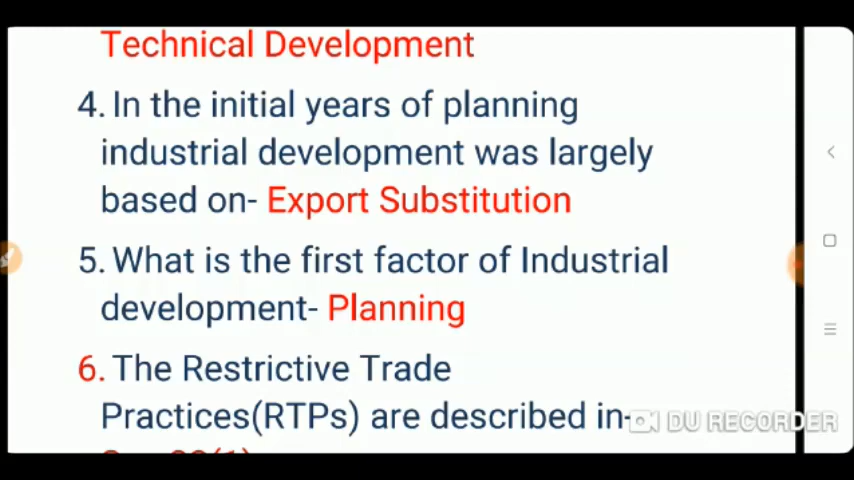 Technical Development
4. In the initial years of planning
industrial development was largely
based on- Export Substitution
5. What is the first factor of Industrial
development- Planning
6. The Restrictive Trade
Practices(RTPs) are described in-
DU RECORDER